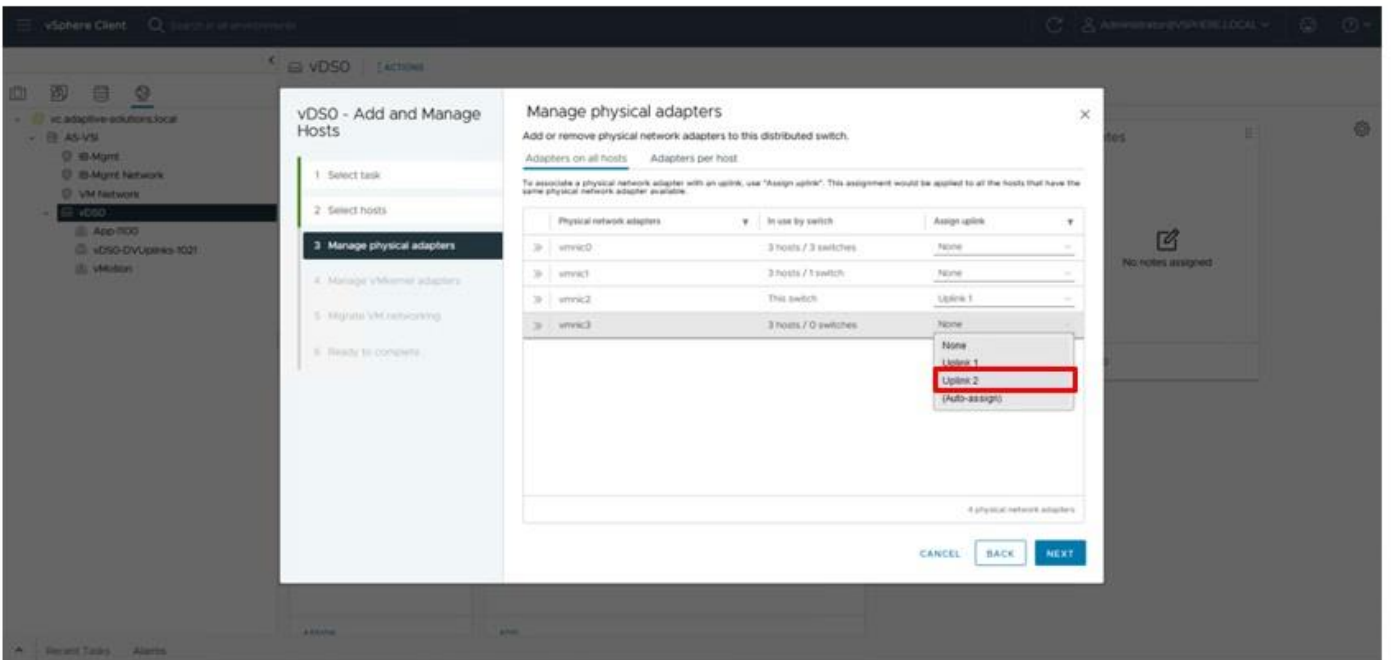 vSphere Client
Search in all environments
Administrator@VSPHERE.LOCAL
vDS0
ACTIONS
vc.adaptive-solutions.local
AS-VSI
IB-Mgmt
IB-Mgmt Network
VM Network
vDS0
App-1100
vDS0-DVUplinks-1021
vMotion
vDS0 - Add and Manage
Hosts
1 Select task
2 Select hosts
3 Manage physical adapters
4 Manage VMkernel adapters
5 Migrate VM networking
6 Ready to complete
Manage physical adapters
Add or remove physical network adapters to this distributed switch.
Adapters on all hosts Adapters per host
To associate a physical network adapter with an uplink, use "Assign uplink". This assignment would be applied to all the hosts that have the
same physical network adapter available.
Physical network adapters In use by switch Assign uplink
vmnic0 3 hosts / 3 switches None
vmnic1 3 hosts / 1 switch None
vmnic2 This switch Uplink 1
vmnic3 3 hosts / 0 switches None
None
Uplink 1
Uplink 2
(Auto-assign)
4 physical network adapters
CANCEL BACK NEXT
No notes assigned
Recent Tasks Alarms